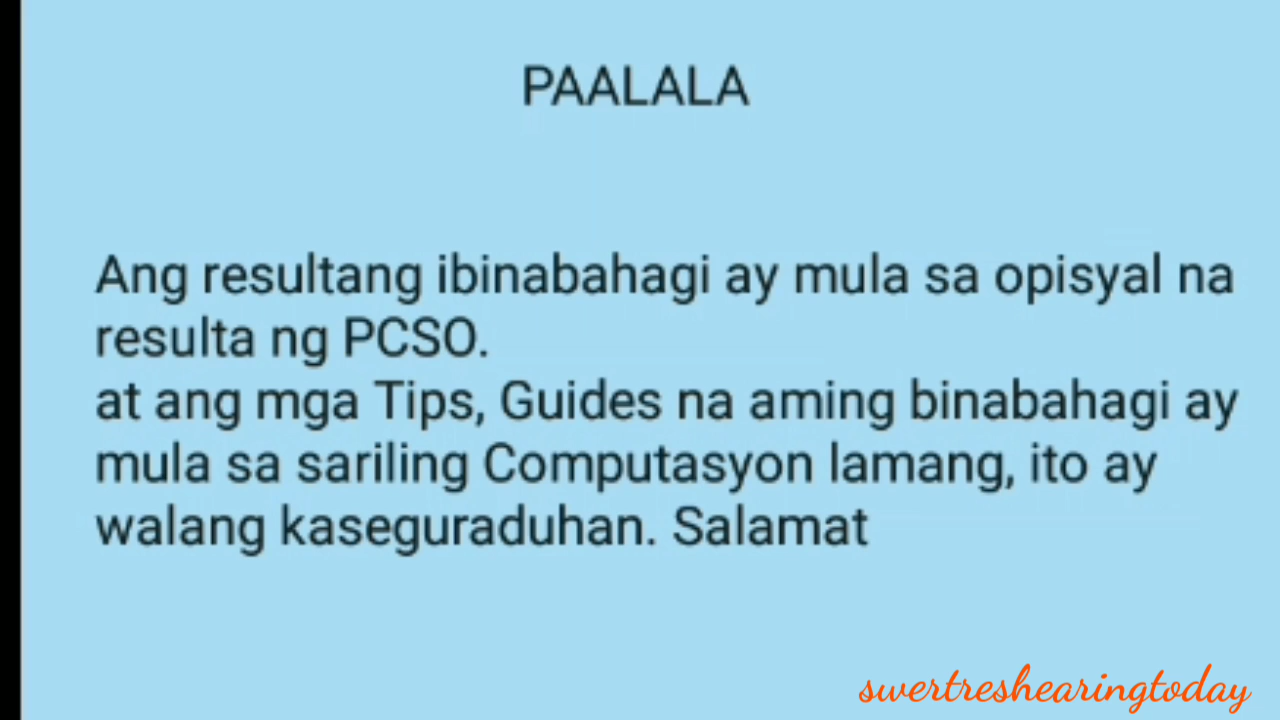 PAALALA
Ang resultang ibinabahagi ay mula sa opisyal na
resulta ng PCSO.
at ang mga Tips, Guides na aming binabahagi ay
mula sa sariling Computasyon lamang, ito ay
walang kaseguraduhan. Salamat
swertreshearingtoday